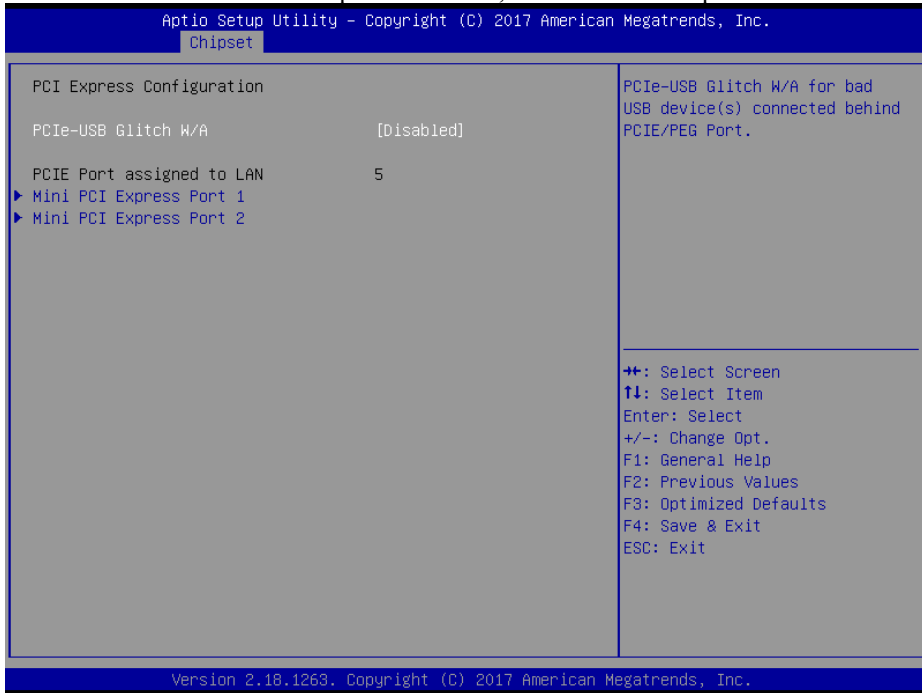 Aptio Setup Utility – Copyright (C) 2017 American Megatrends, Inc.
Chipset
PCI Express Configuration
PCIe-USB Glitch W/A [Disabled]
PCIE Port assigned to LAN 5
Mini PCI Express Port 1
Mini PCI Express Port 2
PCIe-USB Glitch W/A for bad
USB device(s) connected behind
PCIE/PEG Port.
→←: Select Screen
↑↓: Select Item
Enter: Select
+/-: Change Opt.
F1: General Help
F2: Previous Values
F3: Optimized Defaults
F4: Save & Exit
ESC: Exit
Version 2.18.1263. Copyright (C) 2017 American Megatrends, Inc.